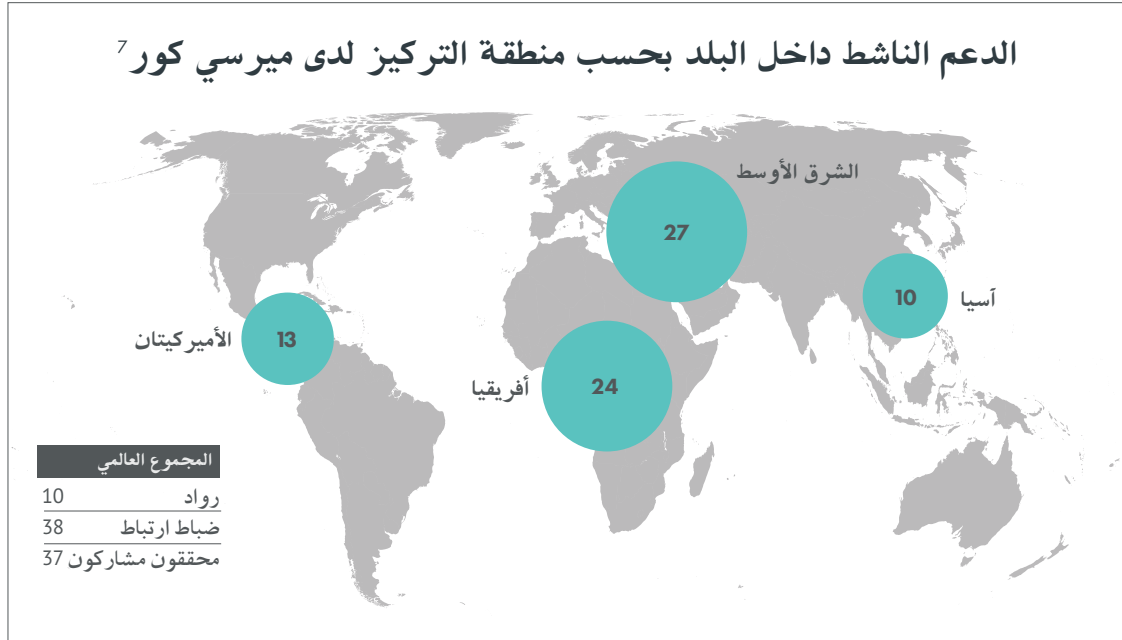 الدعم الناشط داخل البلد بحسب منطقة التركيز لدى ميرسي كور 7
الشرق الأوسط
27
آسيا
10
الأميركيتان
13
أفريقيا
24
المجموع العالمي
رواد 10
ضباط ارتباط 38
محققون مشاركون 37